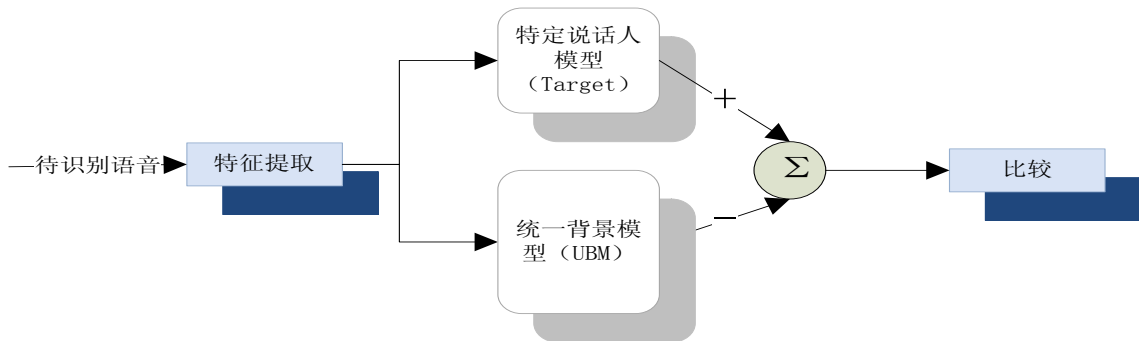 特定说话人
模型
(Target)
+
待识别语音
特征提取
Σ
比较
统一背景模
型(UBM)
−